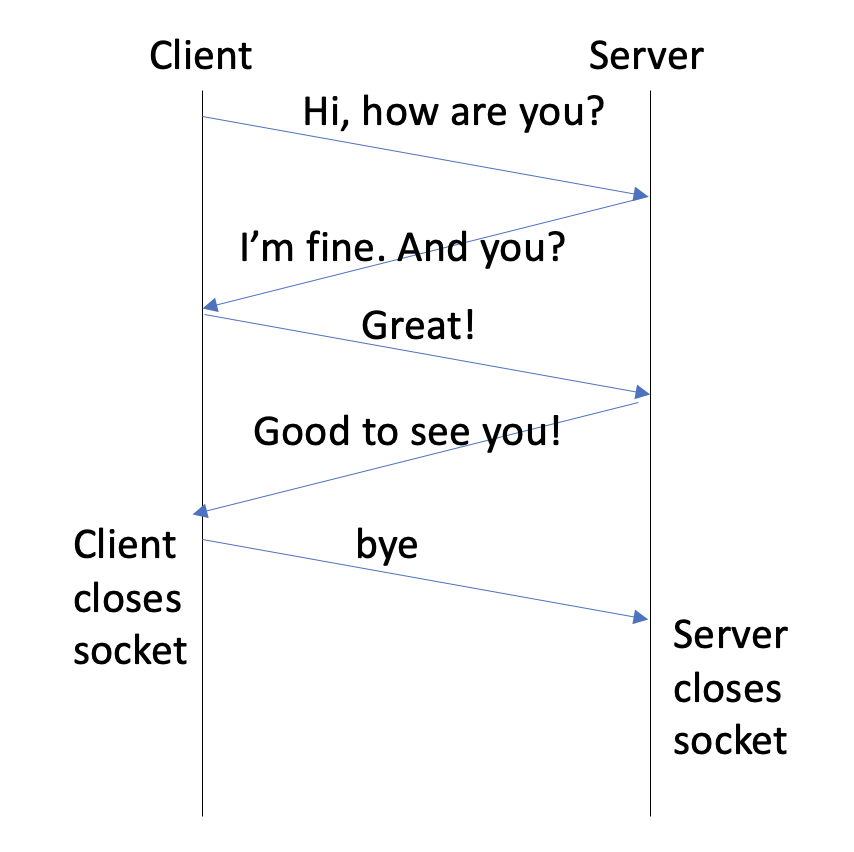 Client
Server
Hi, how are you?
I’m fine. And you?
Great!
Good to see you!
bye
Client
closes
socket
Server
closes
socket